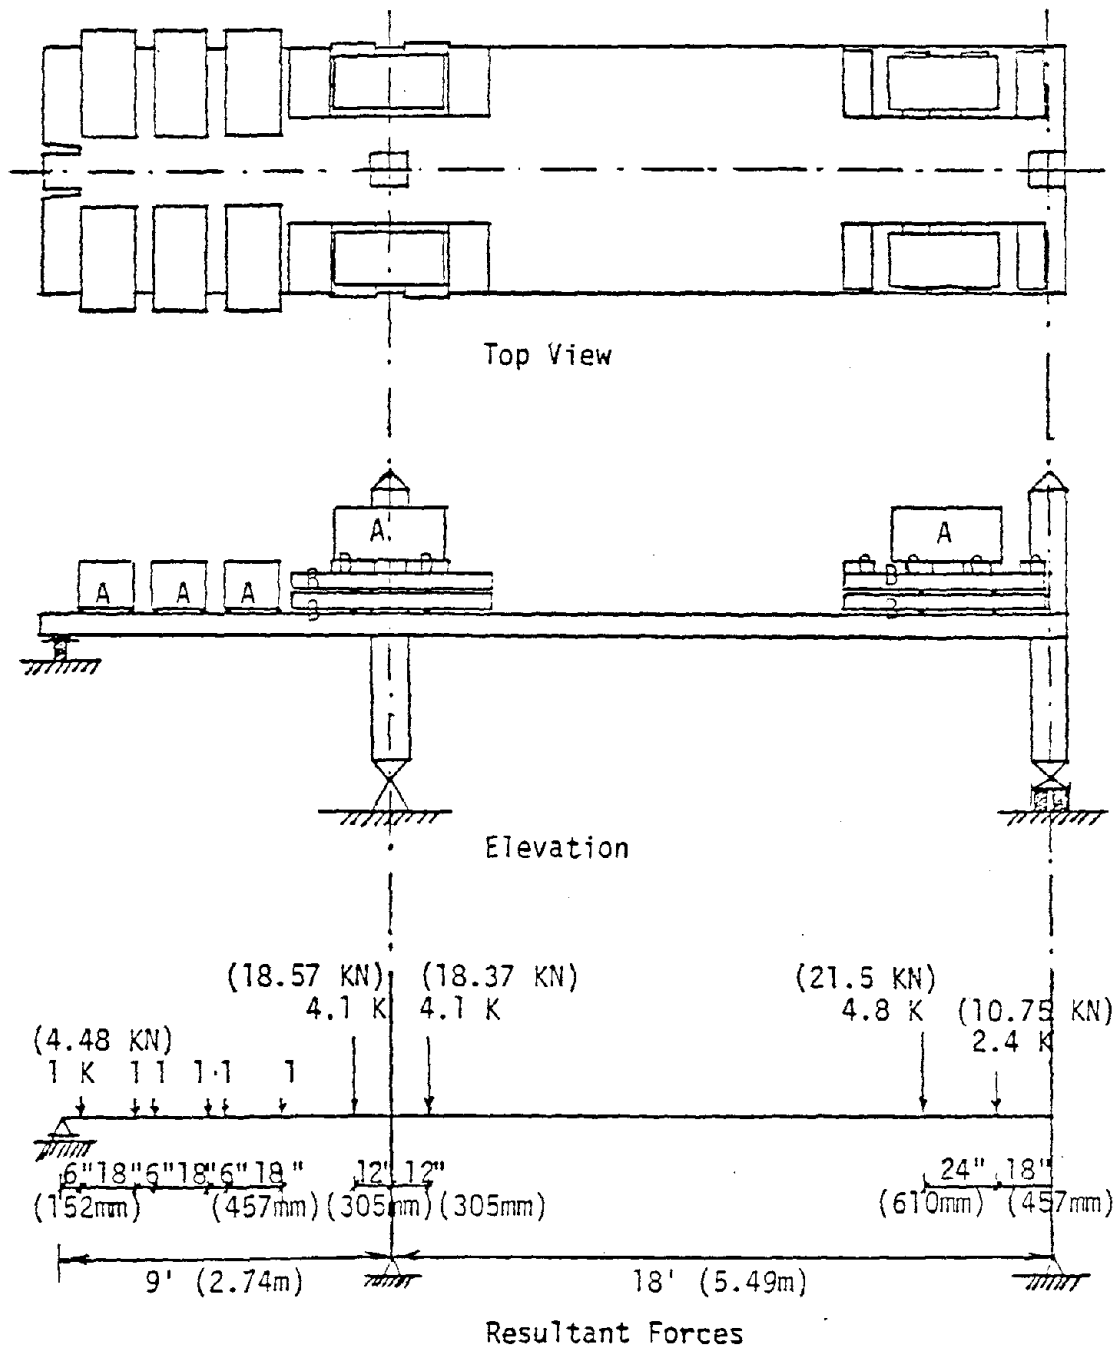 Top View
A
A
A
A
A
B
B
B
B
B
B
Elevation
(18.57 KN) (18.37 KN) (21.5 KN)
4.1 K 4.1 K 4.8 K (10.75 KN)
(4.48 KN) 2.4 K
1 K 1 1 1 1 1
6" 18" 6" 18" 6" 18" 12" 12" 24" 18"
(152mm) (457mm) (305mm) (305mm) (610mm) (457mm)
9' (2.74m) 18' (5.49m)
Resultant Forces